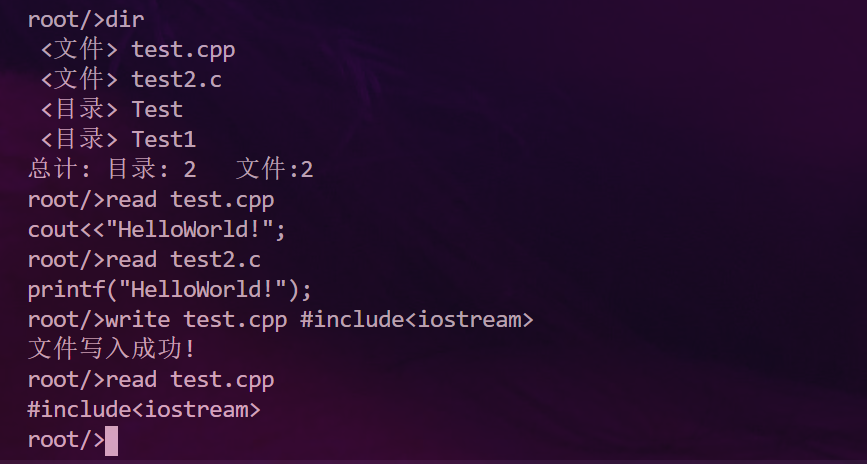 root/>dir
<文件> test.cpp
<文件> test2.c
<目录> Test
<目录> Test1
总计: 目录: 2   文件:2
root/>read test.cpp
cout<<"HelloWorld!";
root/>read test2.c
printf("HelloWorld!");
root/>write test.cpp #include<iostream>
文件写入成功!
root/>read test.cpp
#include<iostream>
root/>